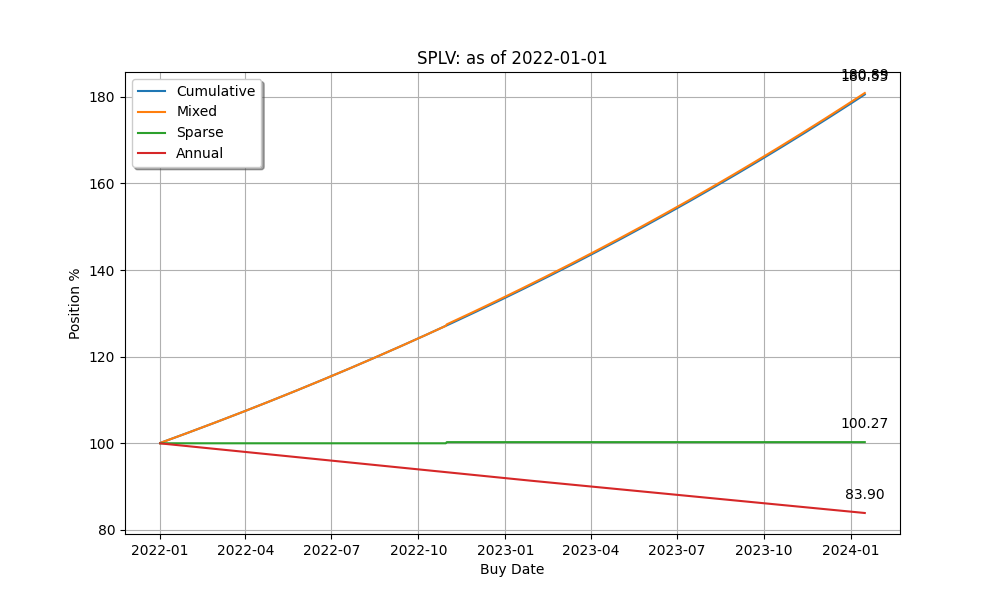 SPLV: as of 2022-01-01
180.89
Cumulative
Mixed
Sparse
Annual
180
160
140
120
100
80
Position %
100.27
83.90
2022-01 2022-04 2022-07 2022-10 2023-01 2023-04 2023-07 2023-10 2024-01
Buy Date